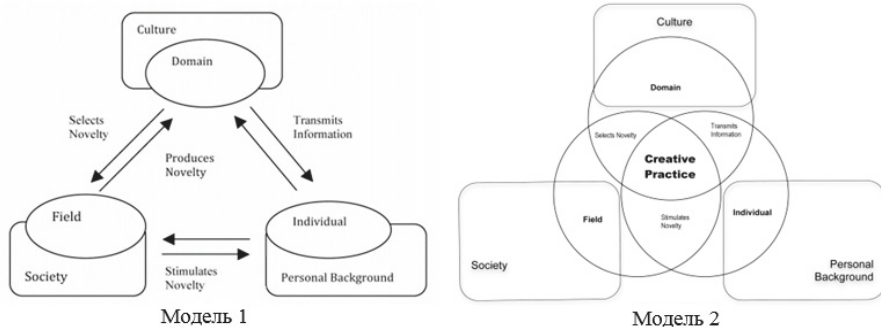 Culture
Domain
Selects
Novelty
Transmits
Information
Produces
Novelty
Field
Society
Individual
Personal Background
Stimulates
Novelty
Модель 1
Culture
Domain
Selects Novelty
Transmits
Information
Creative
Practice
Field
Individual
Stimulates
Novelty
Society
Personal
Background
Модель 2